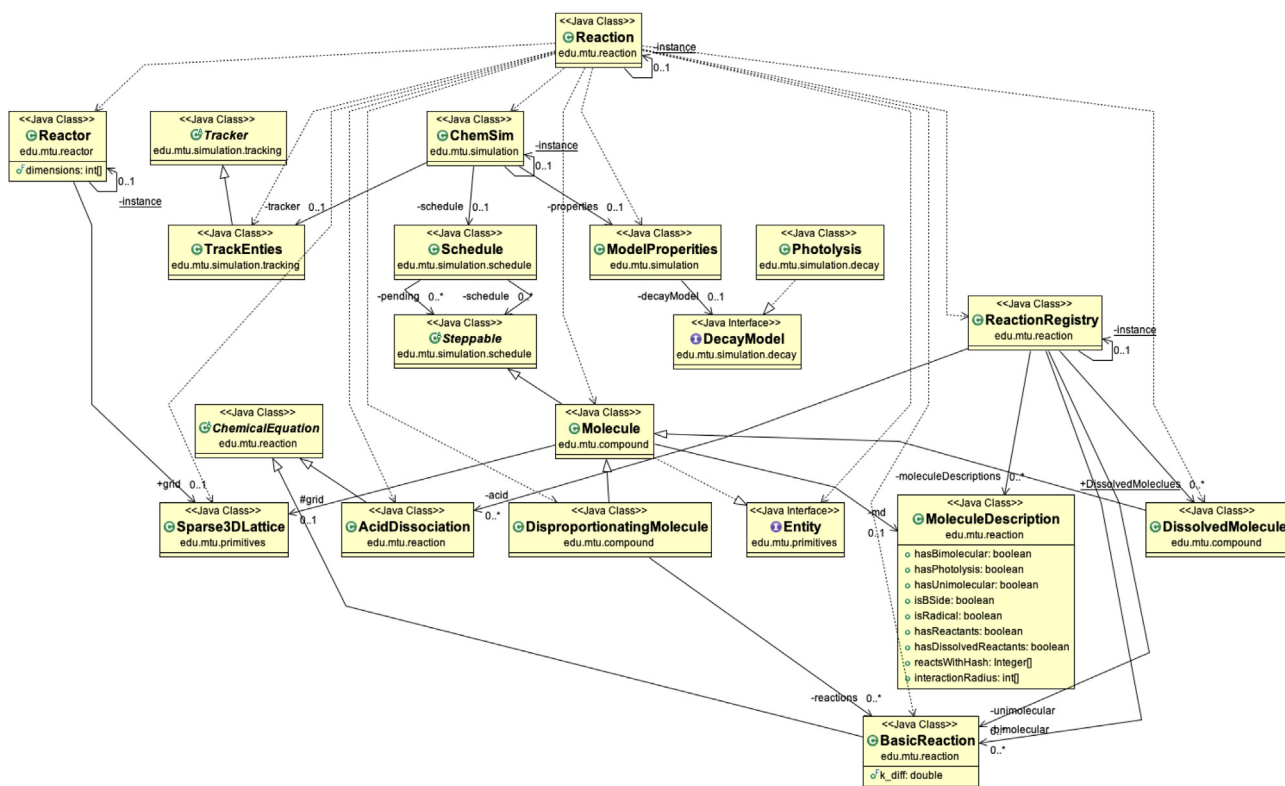 <<Java Class>>
Reaction
edu.mtu.reaction
-instance
0..1
<<Java Class>>
Reactor
edu.mtu.reactor
dimensions: int[]
0..1
-instance
<<Java Class>>
Tracker
edu.mtu.simulation.tracking
<<Java Class>>
ChemSim
edu.mtu.simulation
-instance
0..1
-tracker 0..1
-schedule 0..1
-properties 0..1
<<Java Class>>
TrackEnties
edu.mtu.simulation.tracking
<<Java Class>>
Schedule
edu.mtu.simulation.schedule
<<Java Class>>
ModelProperities
edu.mtu.simulation
<<Java Class>>
Photolysis
edu.mtu.simulation.decay
-pending 0..*
-schedule 0..*
-decayModel 0..1
<<Java Class>>
Steppable
edu.mtu.simulation.schedule
<<Java Interface>>
DecayModel
edu.mtu.simulation.decay
<<Java Class>>
ReactionRegistry
edu.mtu.reaction
-instance
0..1
<<Java Class>>
ChemicalEquation
edu.mtu.reaction
<<Java Class>>
Molecule
edu.mtu.compound
+grid 0..1
#grid
0..1
-acid
0..*
-md
0..1
-moleculeDescriptions 0..*
+DissolvedMoleclues 0..*
<<Java Class>>
Sparse3DLattice
edu.mtu.primitives
<<Java Class>>
AcidDissociation
edu.mtu.reaction
<<Java Class>>
DisproportionatingMolecule
edu.mtu.compound
<<Java Interface>>
Entity
edu.mtu.primitives
<<Java Class>>
MoleculeDescription
edu.mtu.reaction
hasBimolecular: boolean
hasPhotolysis: boolean
hasUnimolecular: boolean
isBSide: boolean
isRadical: boolean
hasReactants: boolean
hasDissolvedReactants: boolean
reactsWithHash: Integer[]
interactionRadius: int[]
<<Java Class>>
DissolvedMolecule
edu.mtu.compound
-reactions 0..*
-unimolecular
-bimolecular
0..*
<<Java Class>>
BasicReaction
edu.mtu.reaction
k_diff: double